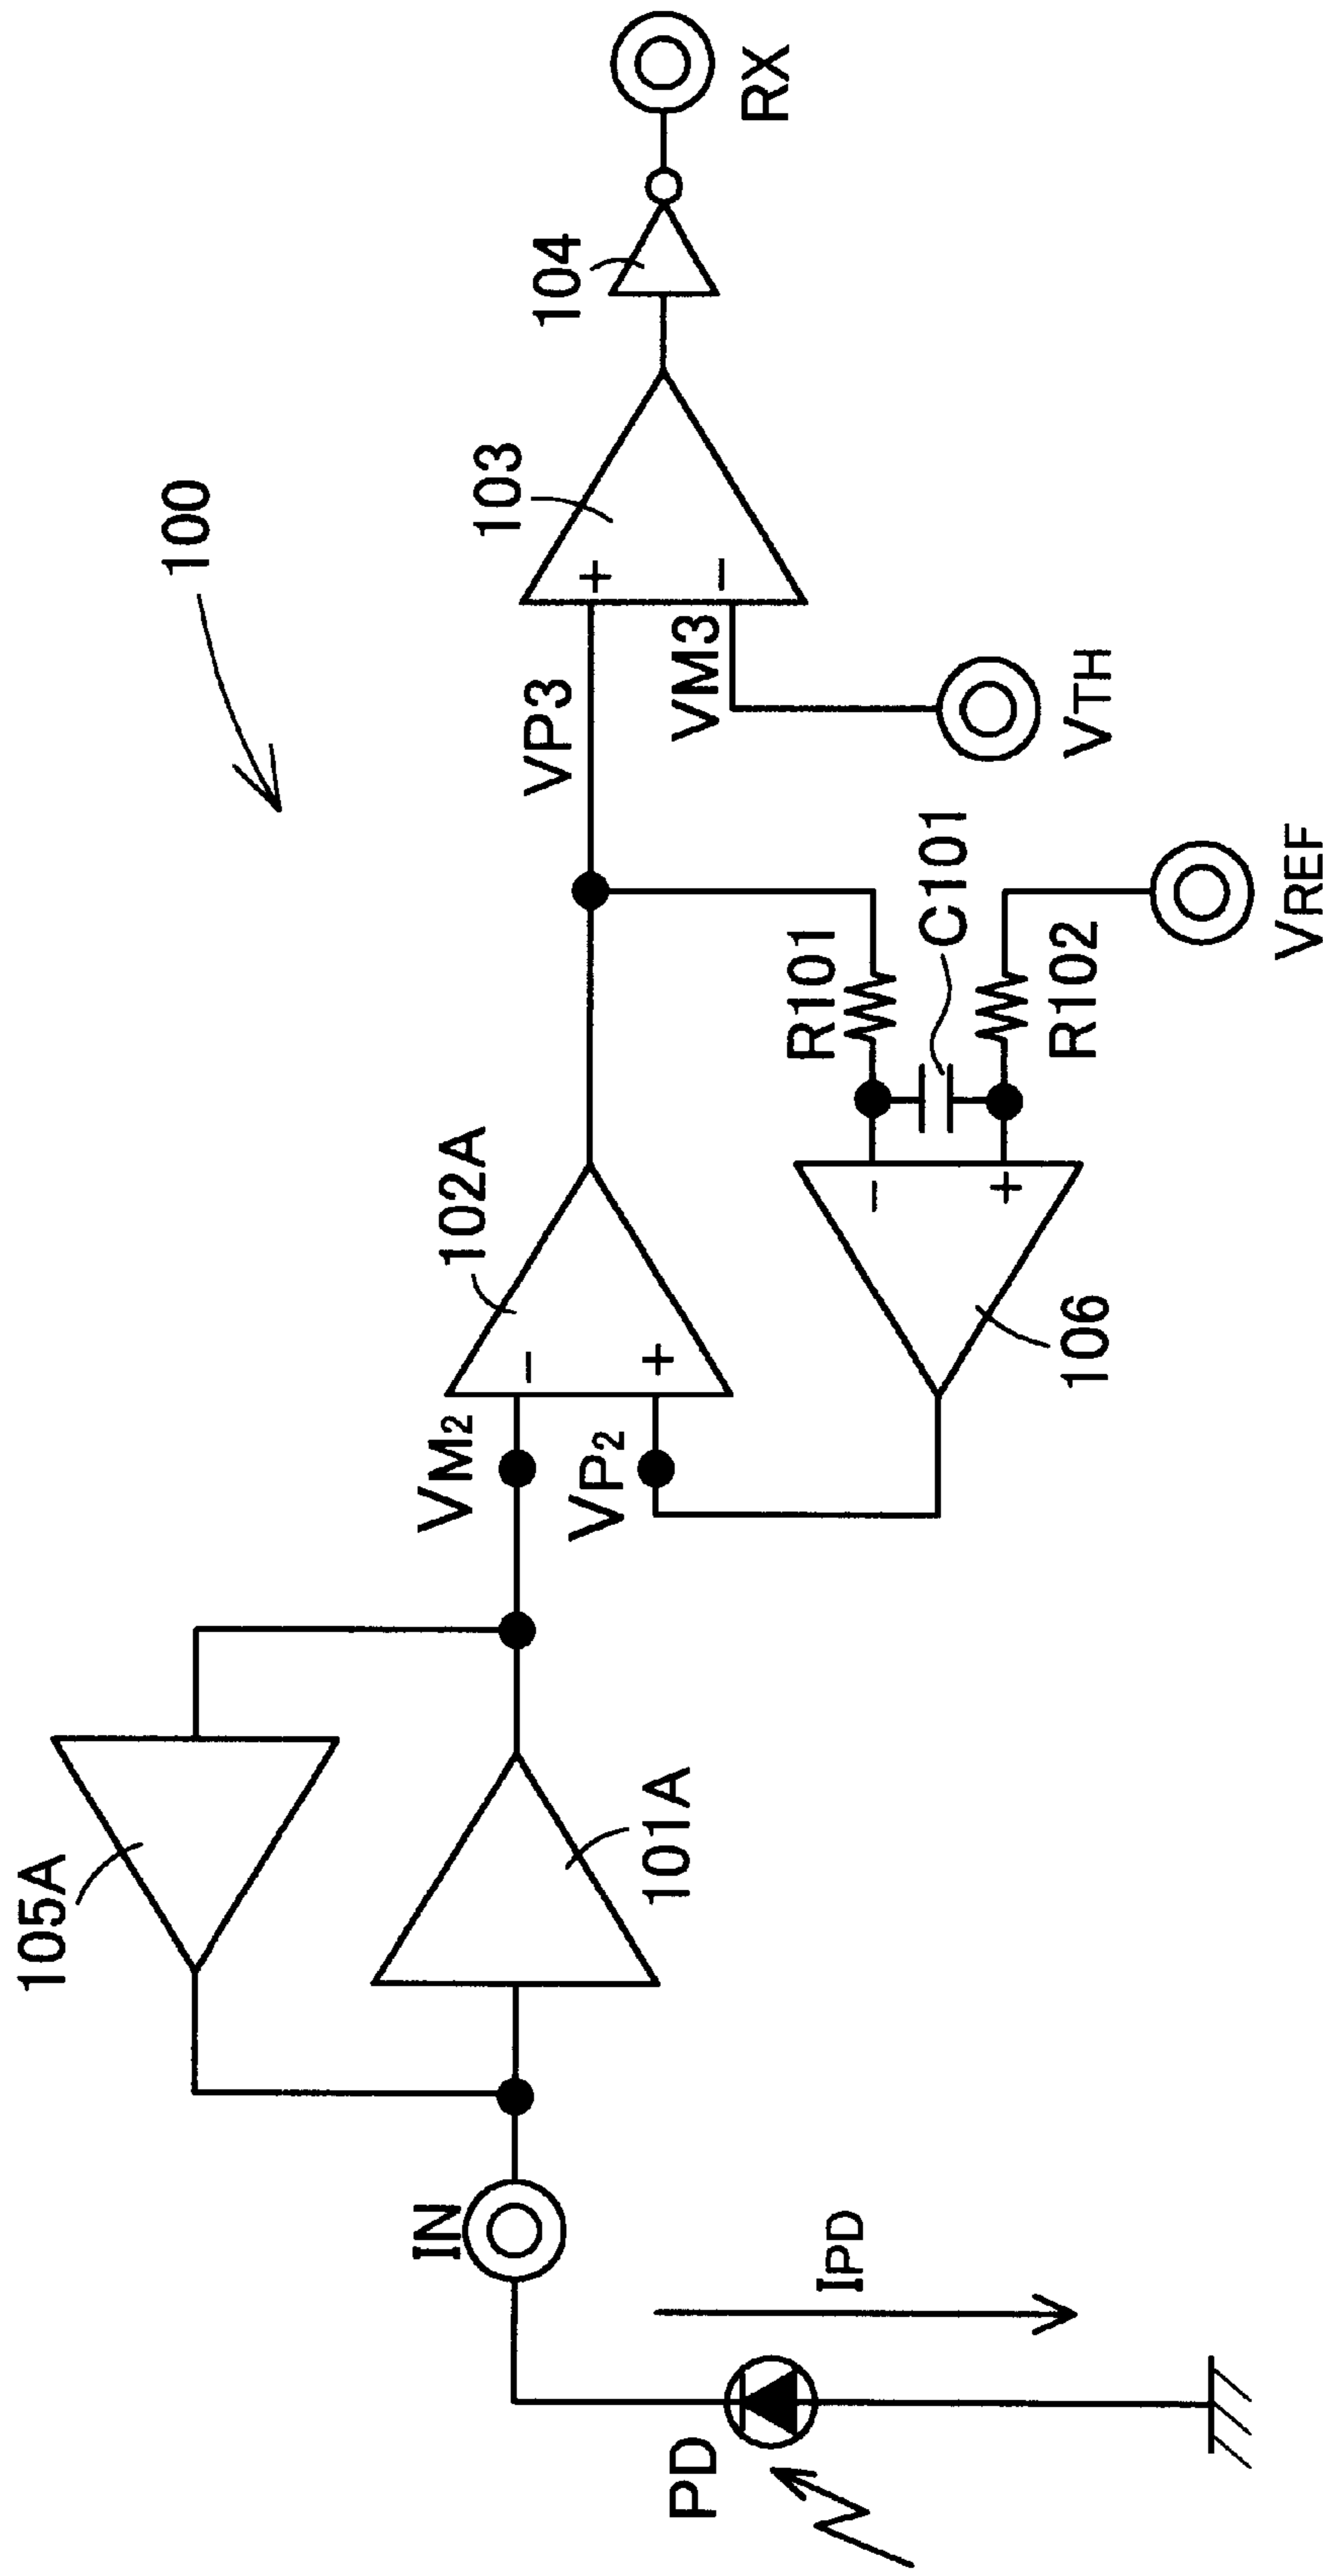 100
105A
101A
IN
PD
IPD
VM2
VP2
102A
−
+
106
−
+
R101
C101
R102
VREF
VP3
VM3
VTH
103
+
−
104
RX